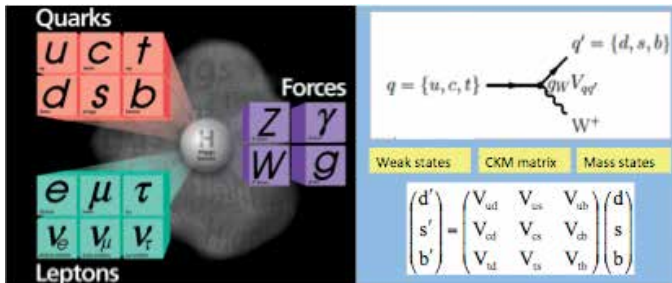 Quarks
u c t
d s b
Forces
Z γ
W g
H
e μ τ
νe νμ ντ
Leptons
q' = {d, s, b}
q = {u, c, t}
gW Vqq'
W+
Weak states
CKM matrix
Mass states
(d') = (Vud Vus Vub) (d)
(s') = (Vcd Vcs Vcb) (s)
(b') = (Vtd Vts Vtb) (b)